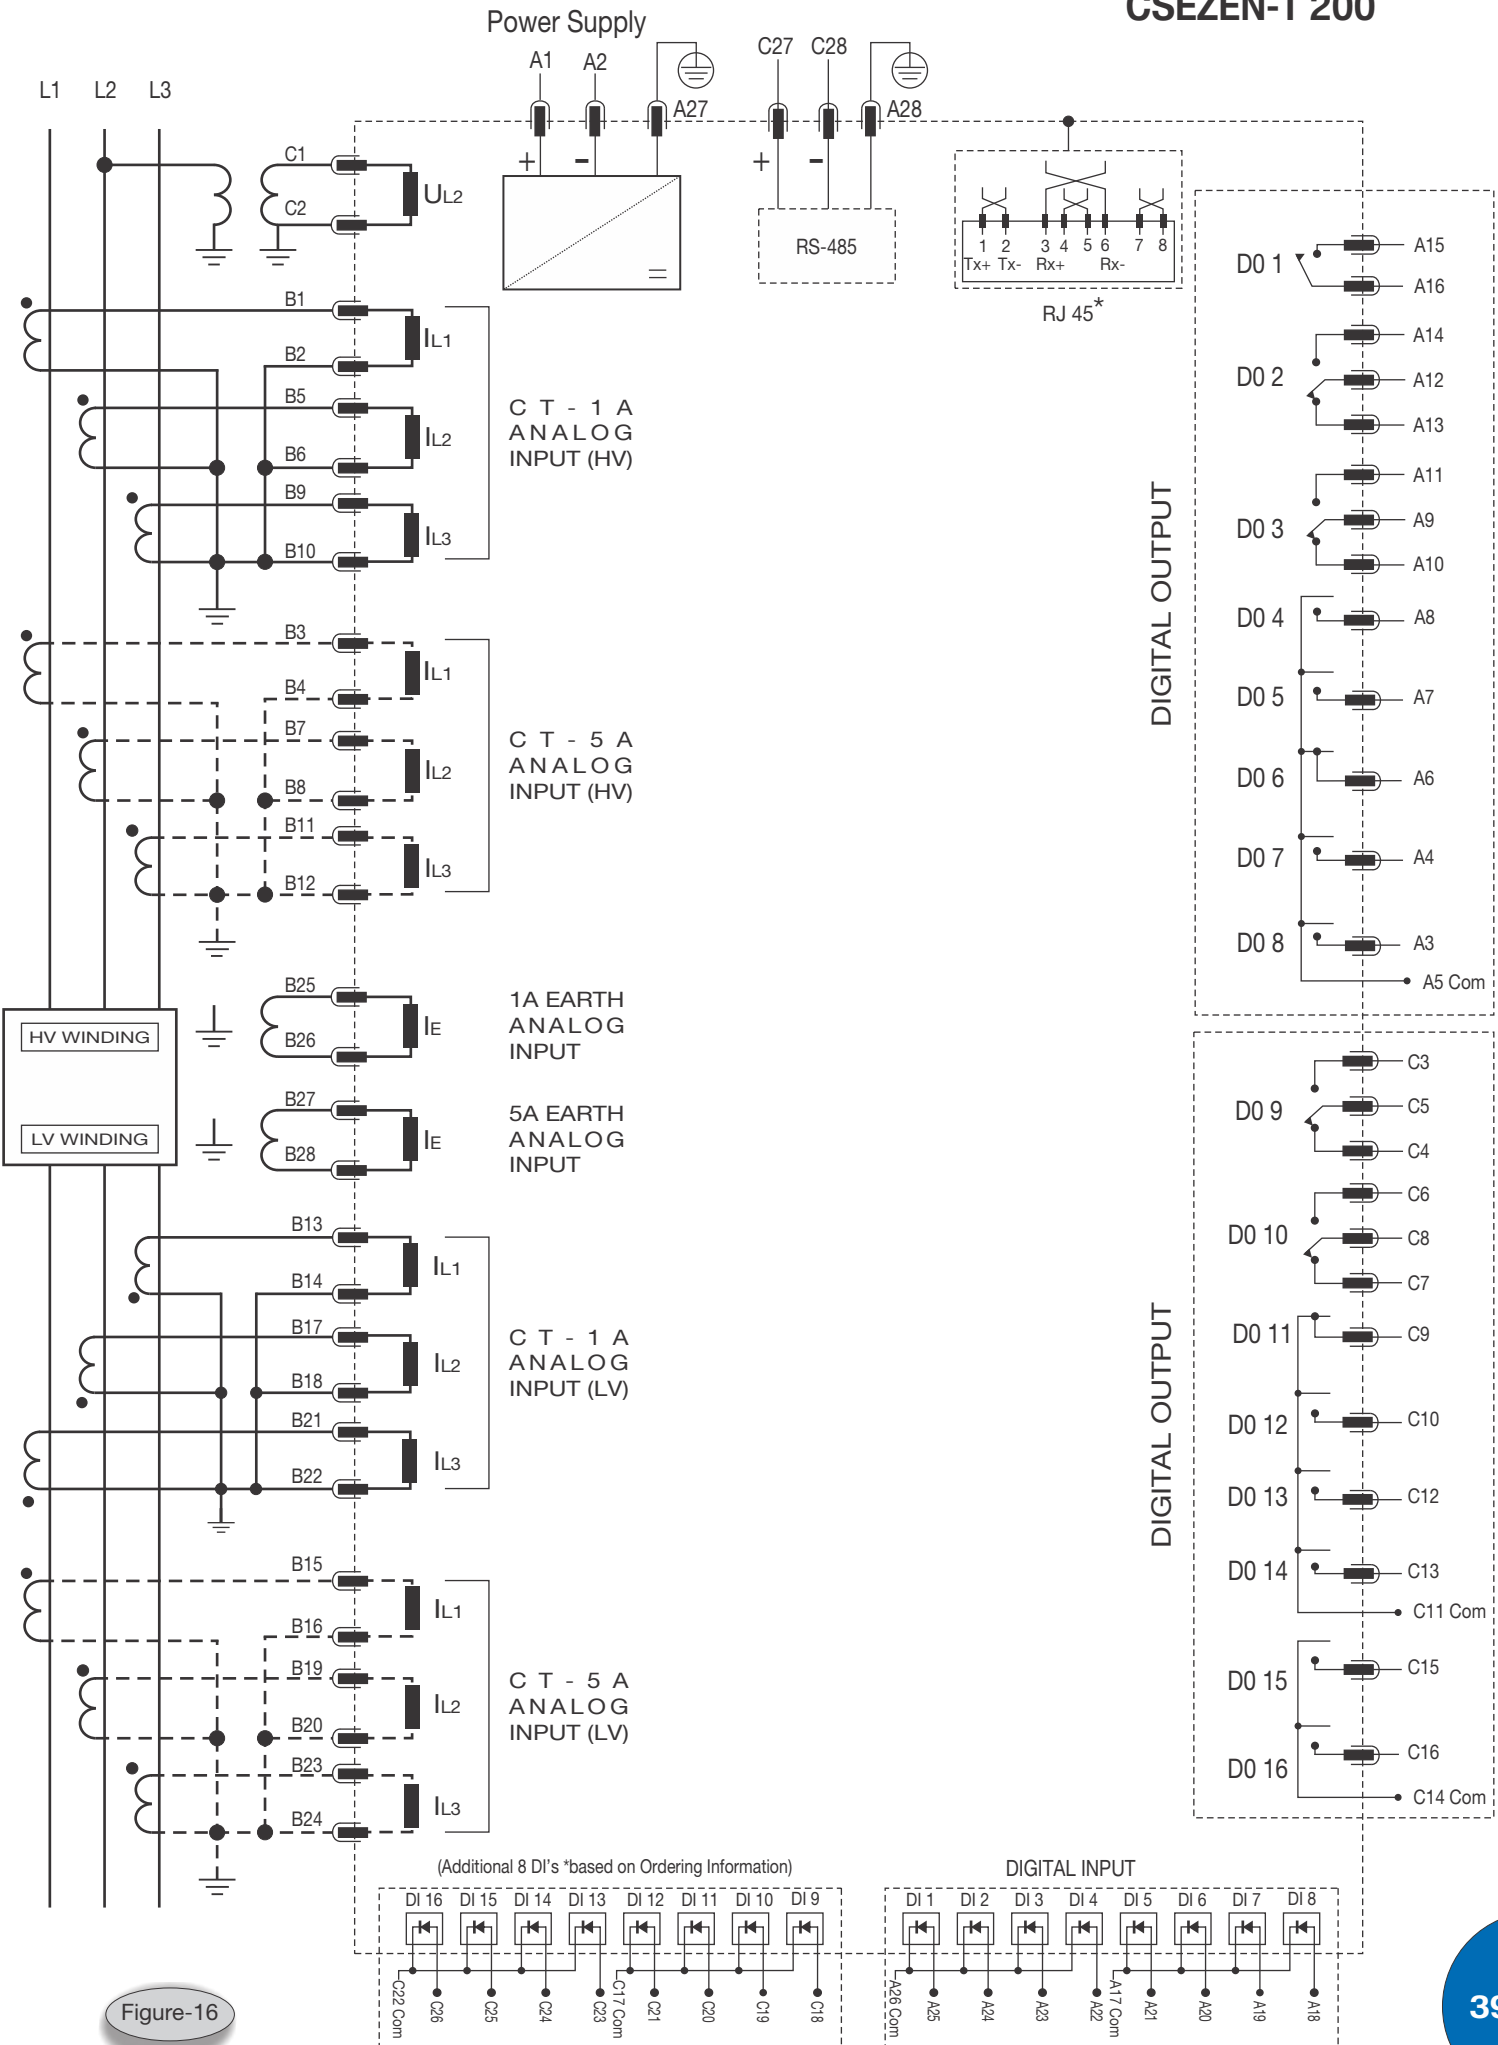 CSEZEN-T 200
Power Supply
A1 A2 A27 C27 C28 A28
L1 L2 L3
+ - + -
C1
C2
UL2
RS-485
1 2 3 4 5 6 7 8
Tx+ Tx- Rx+ Rx-
RJ 45*
B1
B2
B5
B6
B9
B10
IL1
IL2
IL3
CT - 1 A
ANALOG
INPUT (HV)
B3
B4
B7
B8
B11
B12
IL1
IL2
IL3
CT - 5 A
ANALOG
INPUT (HV)
B25
B26
IE
1A EARTH
ANALOG
INPUT
HV WINDING
LV WINDING
B27
B28
IE
5A EARTH
ANALOG
INPUT
B13
B14
B17
B18
B21
B22
IL1
IL2
IL3
CT - 1 A
ANALOG
INPUT (LV)
B15
B16
B19
B20
B23
B24
IL1
IL2
IL3
CT - 5 A
ANALOG
INPUT (LV)
DIGITAL OUTPUT
D0 1
A15
A16
D0 2
A14
A12
A13
D0 3
A11
A9
A10
D0 4 A8
D0 5 A7
D0 6 A6
D0 7 A4
D0 8 A3
A5 Com
DIGITAL OUTPUT
D0 9
C3
C5
C4
D0 10
C6
C8
C7
D0 11 C9
D0 12 C10
D0 13 C12
D0 14 C13
C11 Com
D0 15 C15
D0 16 C16
C14 Com
(Additional 8 DI's *based on Ordering Information)
DI 16 DI 15 DI 14 DI 13 DI 12 DI 11 DI 10 DI 9
C22 Com C26 C25 C24 C23 C17 Com C21 C20 C19 C18
DIGITAL INPUT
DI 1 DI 2 DI 3 DI 4 DI 5 DI 6 DI 7 DI 8
A26 Com A25 A24 A23 A22 A17 Com A21 A20 A19 A18
Figure-16
39